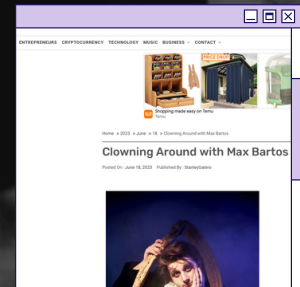 ENTREPRENEURS CRYPTOCURRENCY TECHNOLOGY MUSIC BUSINESS CONTACT
Shopping made easy on Temu
Temu
Home » 2023 » June » 18 » Clowning Around with Max Bartos
Clowning Around with Max Bartos
Posted On : June 18, 2023 Published By : StanleyGatero